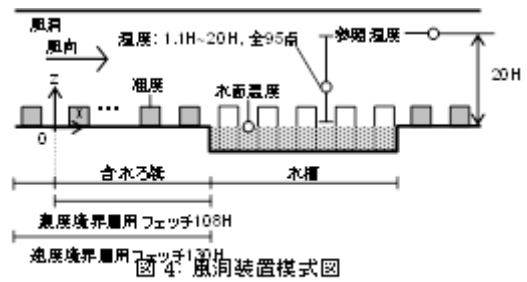 風洞
風向
温度: 1.1H~20H, 全95点
参照温度
20H
Z
粗度
水面温度
X
0
含水ろ紙
水槽
濃度境界層用フェッチ108H
速度境界層用フェッチ130H
図 4: 風洞装置模式図